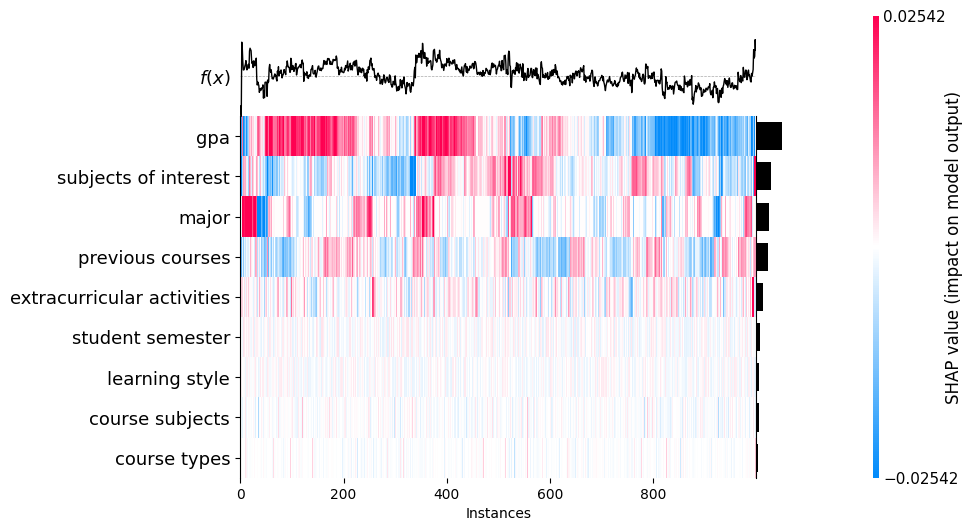 0.02542
f(x)
gpa
subjects of interest
major
previous courses
extracurricular activities
student semester
learning style
course subjects
course types
0 200 400 600 800
Instances
−0.02542
SHAP value (impact on model output)